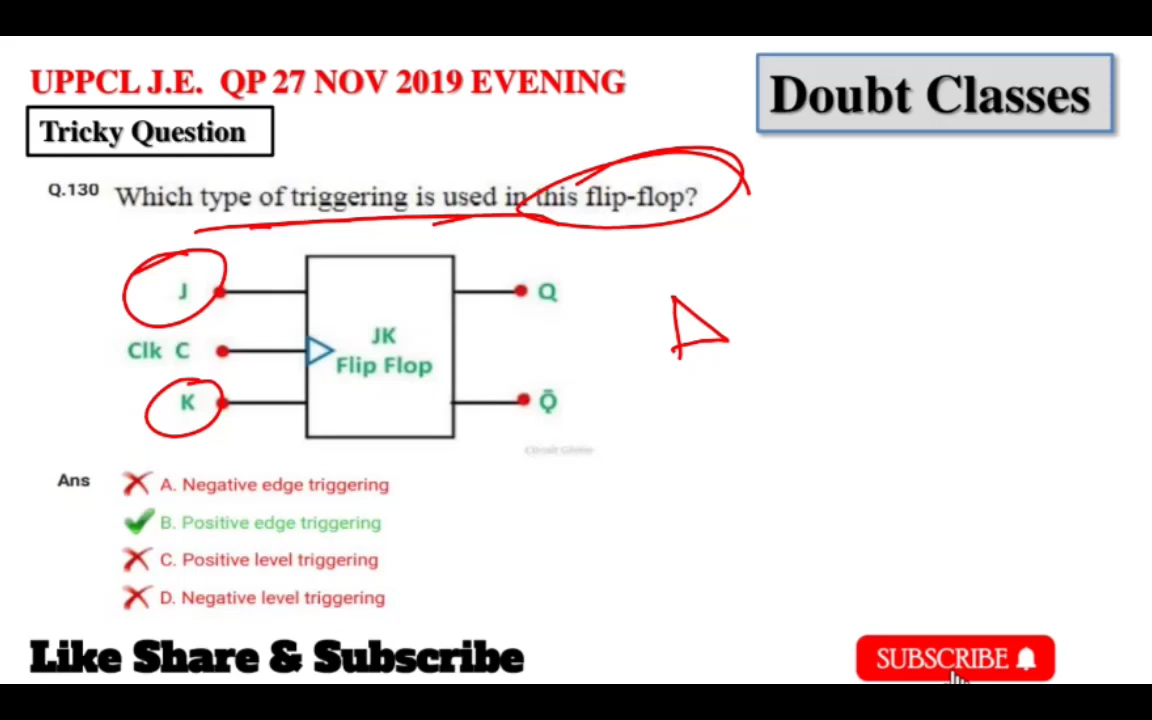 UPPCL J.E. QP 27 NOV 2019 EVENING
Doubt Classes
Tricky Question
Q.130 Which type of triggering is used in this flip-flop?
J
Q
JK
Clk C
Flip Flop
K
Q̄
Ans
A. Negative edge triggering
B. Positive edge triggering
C. Positive level triggering
D. Negative level triggering
Like Share & Subscribe
SUBSCRIBE